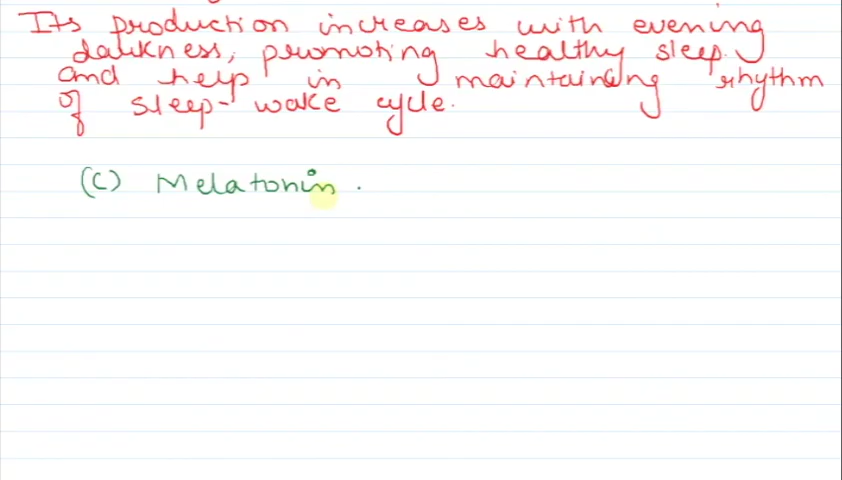 Its production increases with evening
darkness, promoting healthy sleep.
and help in maintaining rhythm
of sleep-wake cycle.
(C) Melatonin.